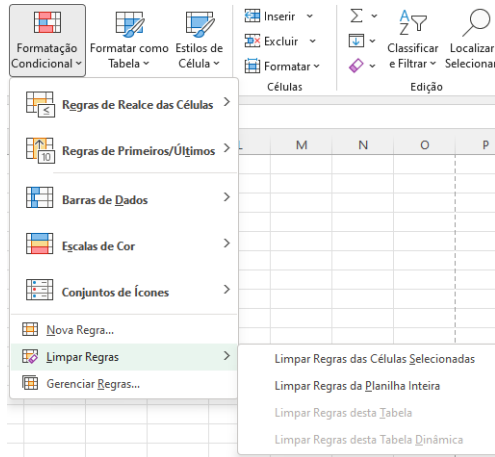 Formatação Condicional
Formatar como Tabela
Estilos de Célula
Inserir
Excluir
Formatar
Células
Classificar e Filtrar
Localizar
Selecionar
Edição
Regras de Realce das Células
Regras de Primeiros/Últimos
10
Barras de Dados
Escalas de Cor
Conjuntos de Ícones
Nova Regra...
Limpar Regras
Gerenciar Regras...
L M N O P
Limpar Regras das Células Selecionadas
Limpar Regras da Planilha Inteira
Limpar Regras desta Tabela
Limpar Regras desta Tabela Dinâmica